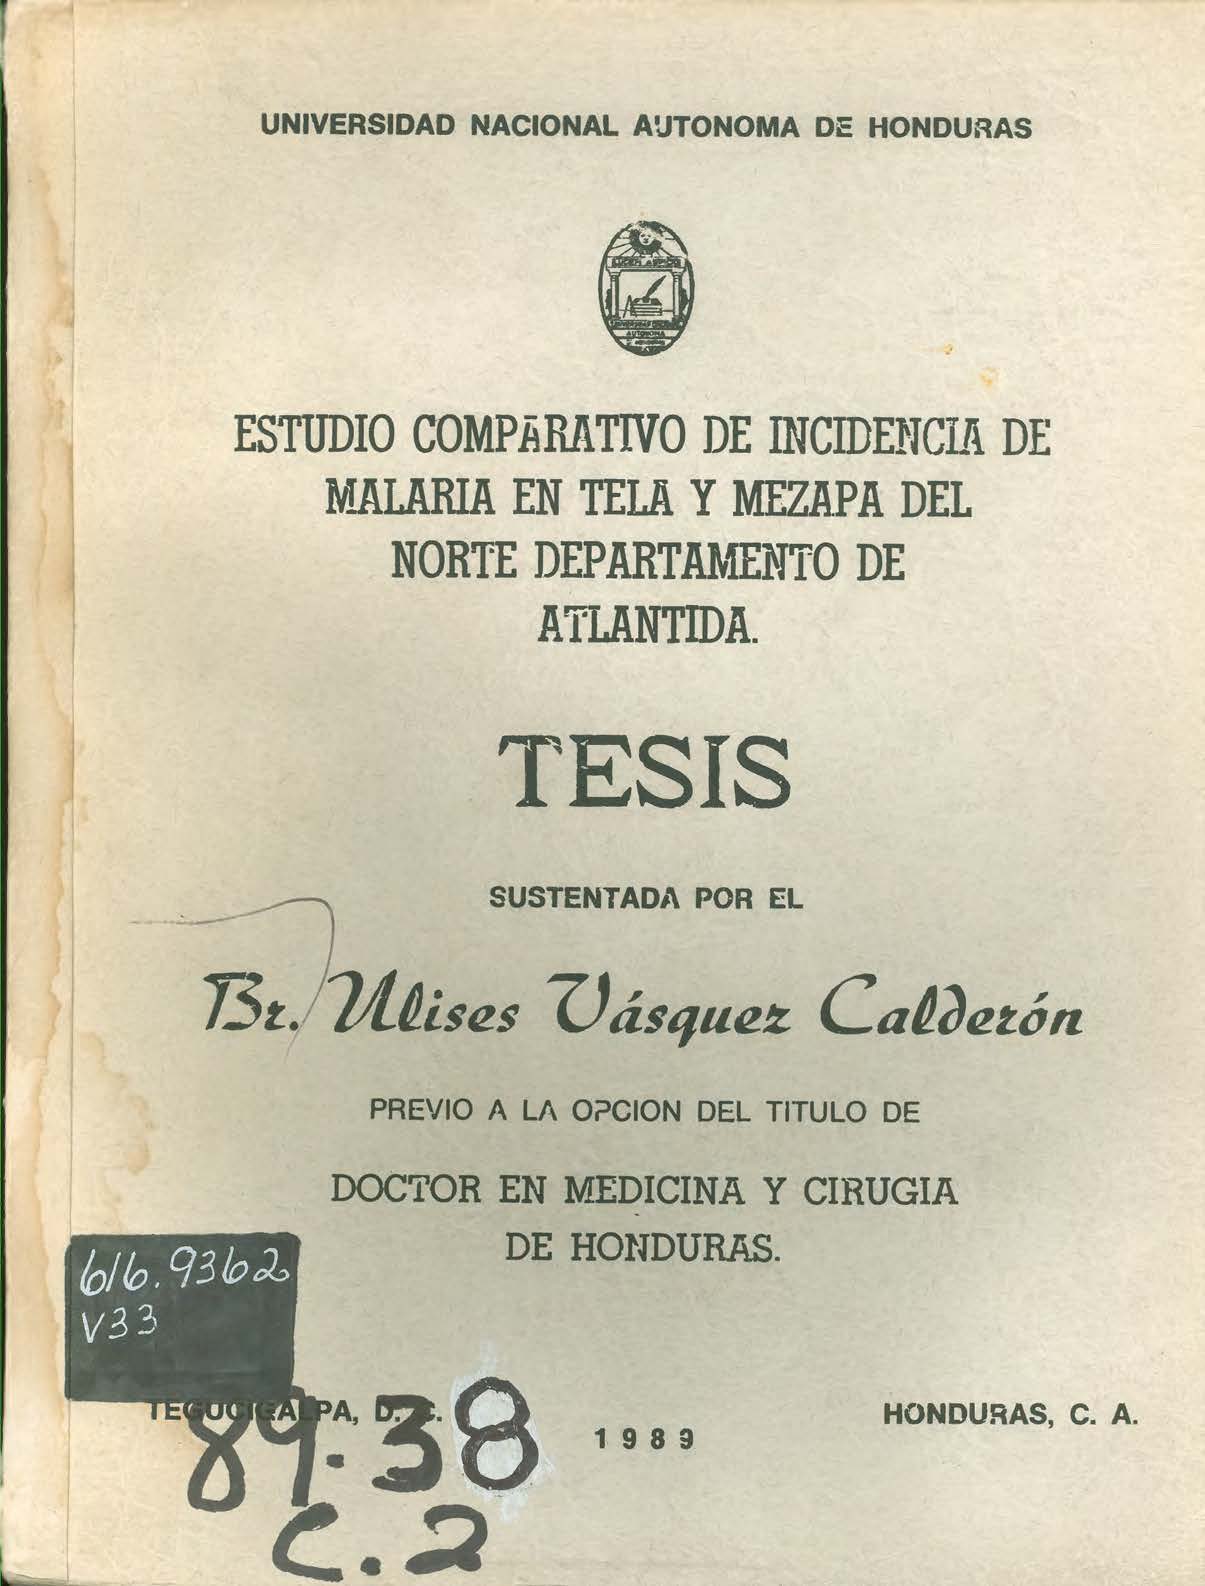 UNIVERSIDAD NACIONAL AUTONOMA DE HONDURAS
AUTONOMA
ESTUDIO COMPARATIVO DE INCIDENCIA DE
MALARIA EN TELA Y MEZAPA DEL
NORTE DEPARTAMENTO DE
ATLANTIDA.
TESIS
SUSTENTADA POR EL
Br. Ulises Vásquez Calderón
PREVIO A LA OPCION DEL TITULO DE
DOCTOR EN MEDICINA Y CIRUGIA
DE HONDURAS.
616.9362
V33
TEGUCIGALPA, D. C.
HONDURAS, C. A.
1989
89-38
C.2